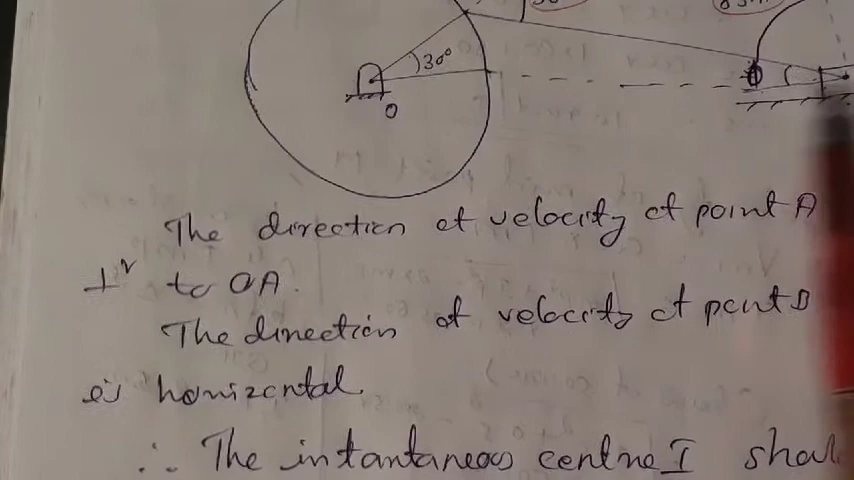 30°
O
The direction of velocity of point A
⊥r to OA.
The direction of velocity of point B
is horizontal.
∴ The instantaneous centre I shal